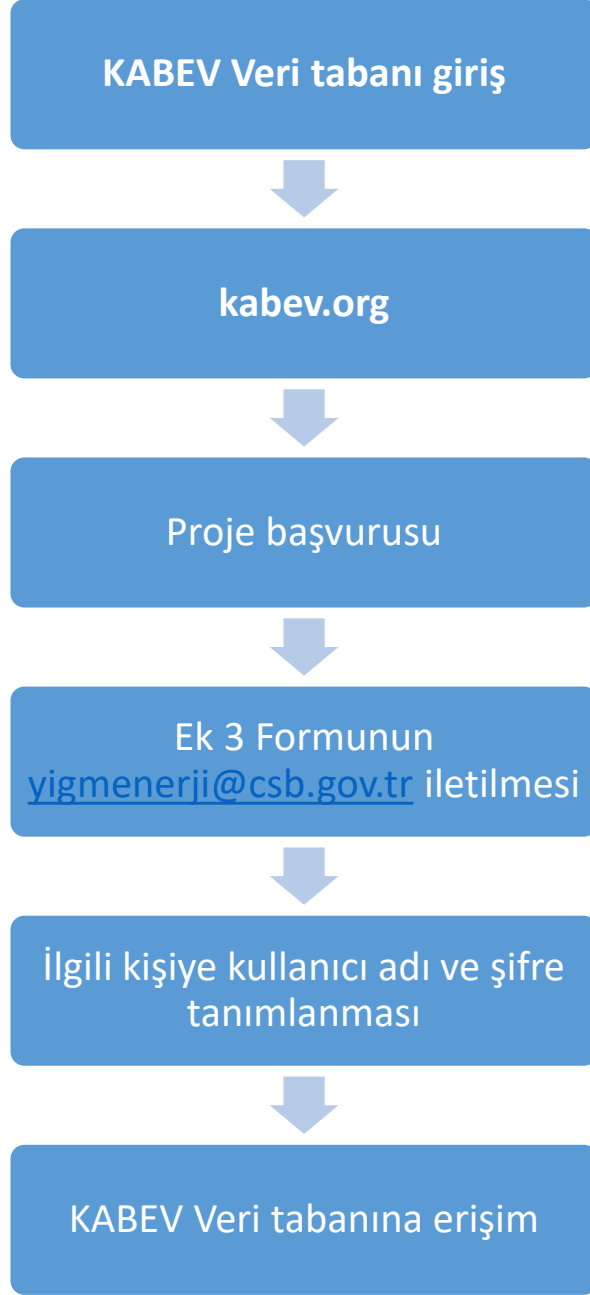 KABEV Veri tabanı giriş
kabev.org
Proje başvurusu
Ek 3 Formunun
yigmenerji@csb.gov.tr iletilmesi
İlgili kişiye kullanıcı adı ve şifre
tanımlanması
KABEV Veri tabanına erişim